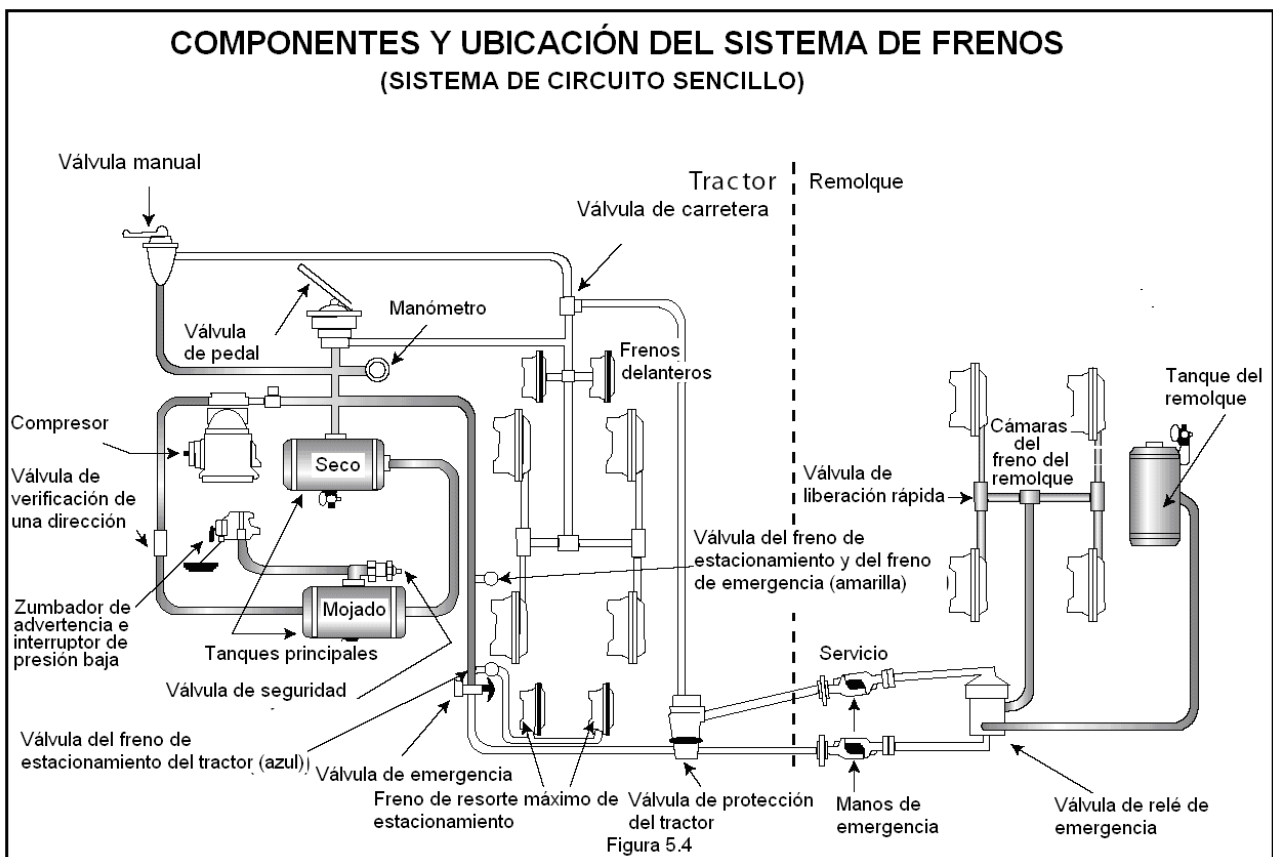 COMPONENTES Y UBICACIÓN DEL SISTEMA DE FRENOS
(SISTEMA DE CIRCUITO SENCILLO)
Válvula manual
Tractor
Remolque
Válvula de carretera
Válvula
de pedal
Manómetro
Frenos
delanteros
Tanque del
remolque
Compresor
Seco
Cámaras
del
freno del
remolque
Válvula de
verificación de
una dirección
Válvula de
liberación rápida
Válvula del freno de
estacionamiento y del freno
de emergencia (amarilla)
Mojado
Zumbador de
advertencia e
interruptor de
presión baja
Tanques principales
Servicio
Válvula de seguridad
Válvula del freno de
estacionamiento del tractor (azul)
Válvula de emergencia
Freno de resorte máximo de
estacionamiento
Válvula de protección
del tractor
Manos de
emergencia
Válvula de relé de
emergencia
Figura 5.4